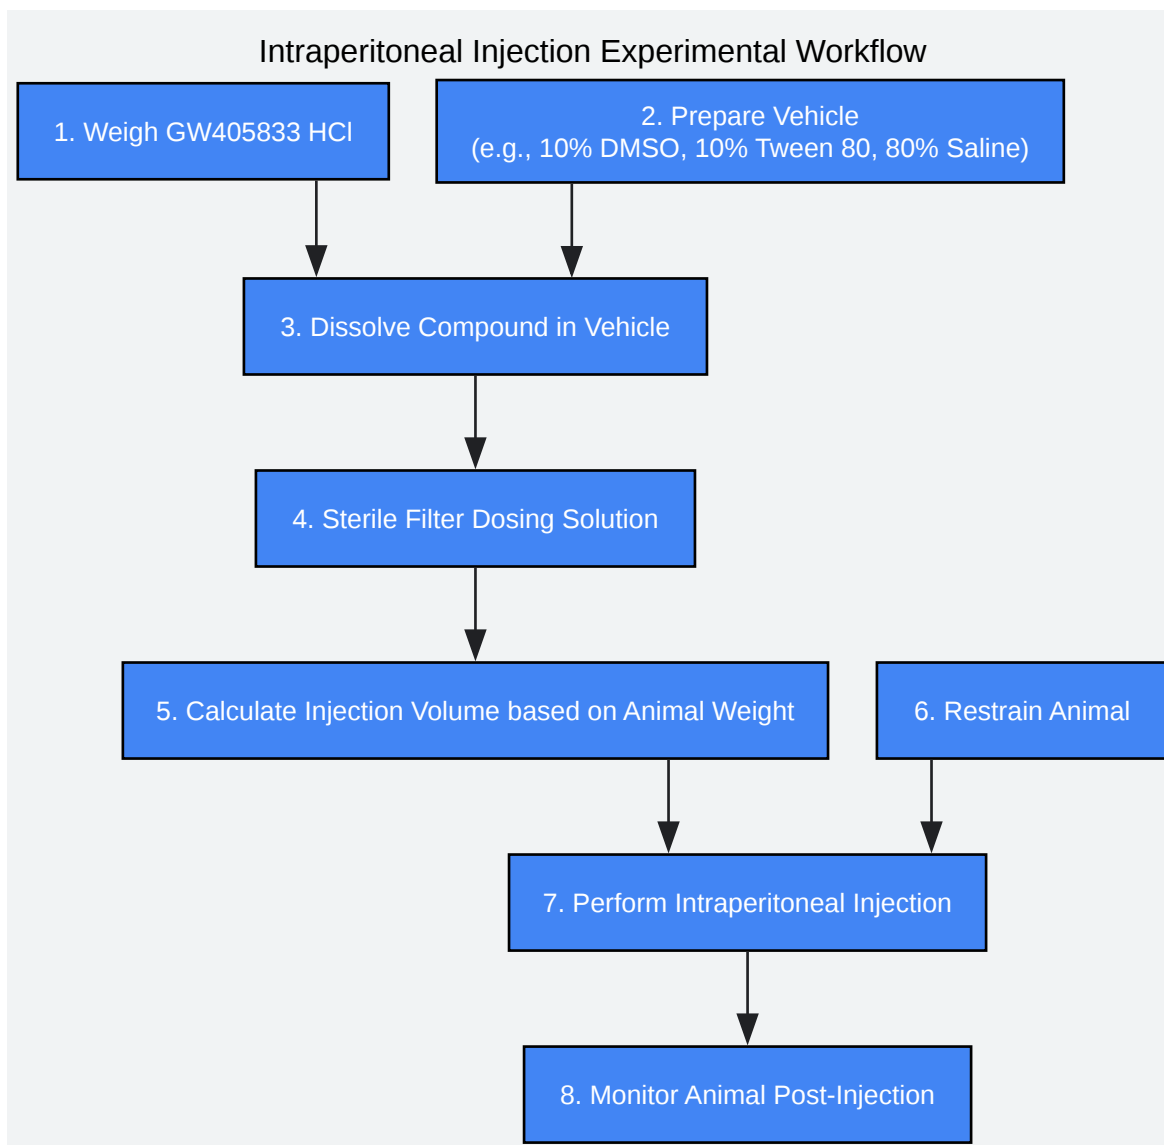 Intraperitoneal Injection Experimental Workflow
1. Weigh GW405833 HCl
2. Prepare Vehicle
(e.g., 10% DMSO, 10% Tween 80, 80% Saline)
3. Dissolve Compound in Vehicle
4. Sterile Filter Dosing Solution
5. Calculate Injection Volume based on Animal Weight
6. Restrain Animal
7. Perform Intraperitoneal Injection
8. Monitor Animal Post-Injection